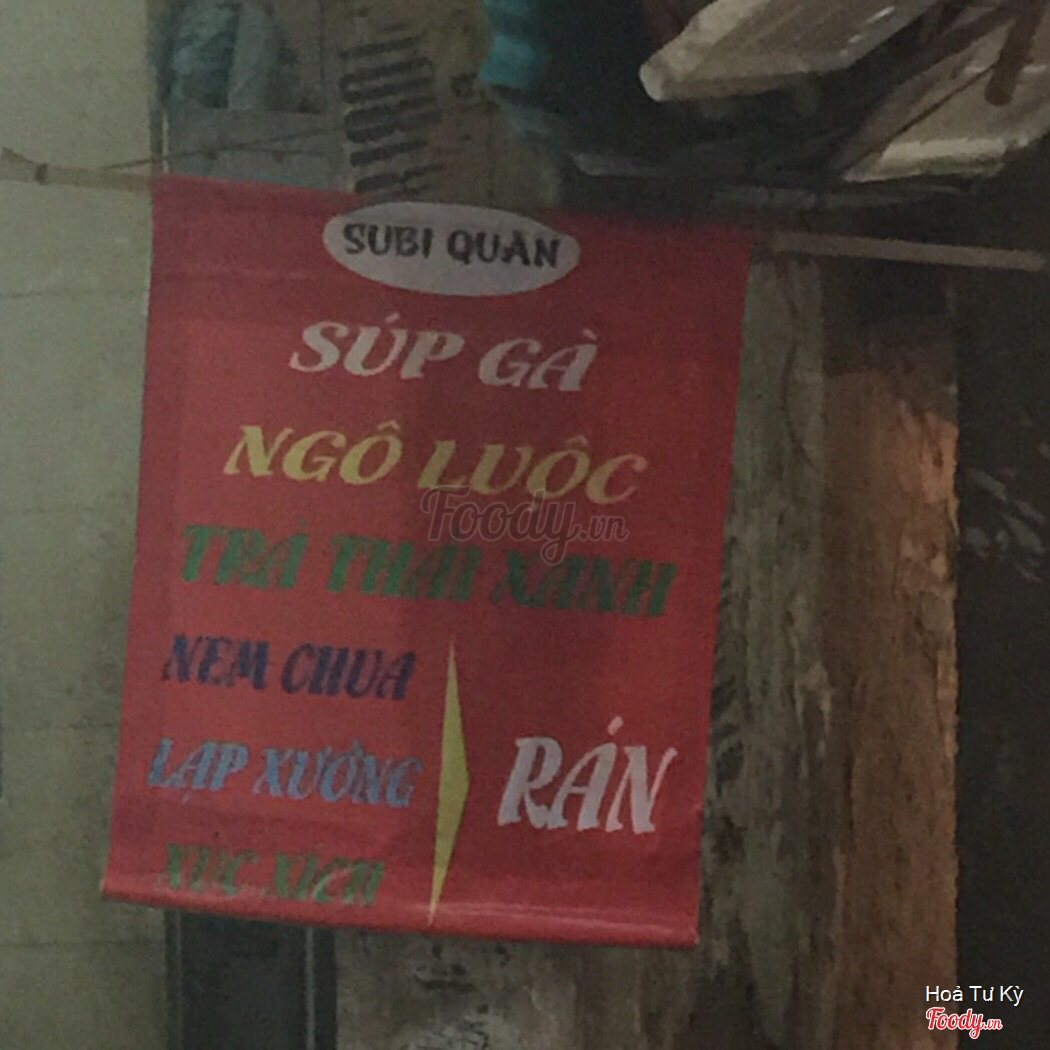 SUBI QUÁN
SÚP GÀ
NGÔ LUỘC
TRÀ THÁI XANH
NEM CHUA
LẠP XƯỜNG
XÚC XÍCH
RÁN
Foody.vn
Hoả Tư Kỳ
Foody.vn